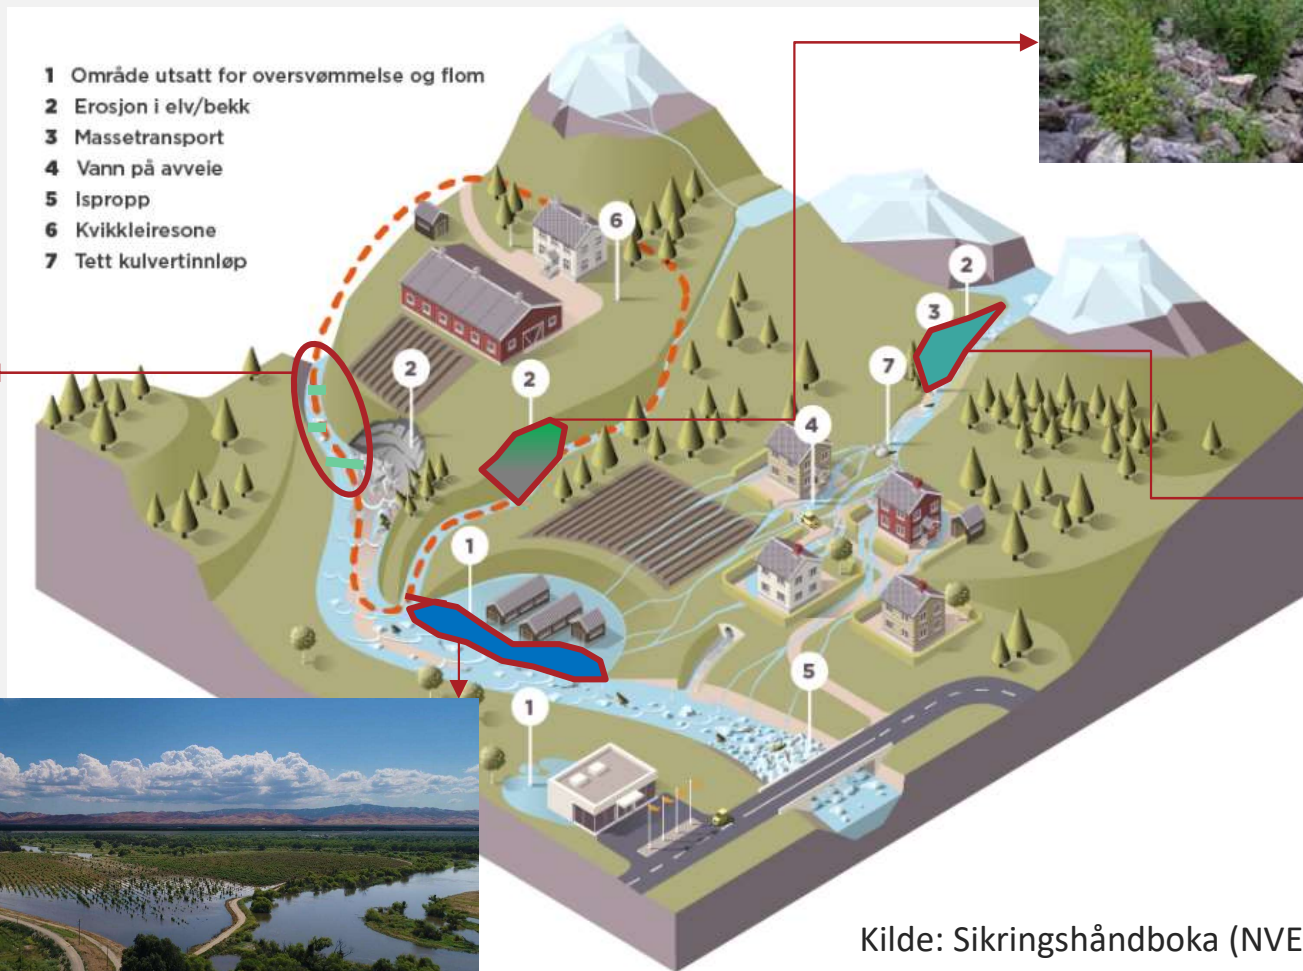 1 Område utsatt for oversvømmelse og flom
2 Erosjon i elv/bekk
3 Massetransport
4 Vann på avveie
5 Ispropp
6 Kvikkleiresone
7 Tett kulvertinnløp
6
2
3
2
2
7
4
1
5
1
Kilde: Sikringshåndboka (NVE